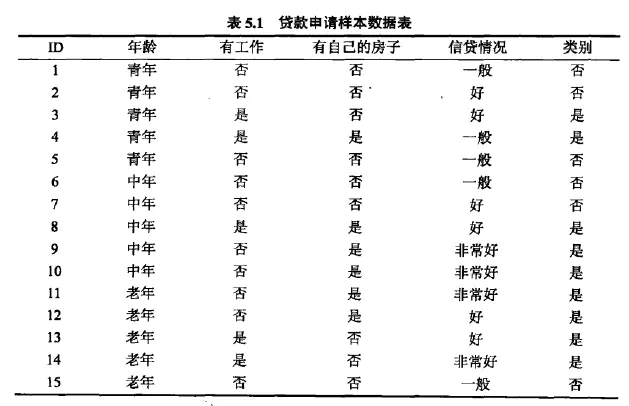 表 5.1 贷款申请样本数据表
ID 年龄 有工作 有自己的房子 信贷情况 类别
1 青年 否 否 一般 否
2 青年 否 否 好 否
3 青年 是 否 好 是
4 青年 是 是 一般 是
5 青年 否 否 一般 否
6 中年 否 否 一般 否
7 中年 否 否 好 否
8 中年 是 是 好 是
9 中年 否 是 非常好 是
10 中年 否 是 非常好 是
11 老年 否 是 非常好 是
12 老年 否 是 好 是
13 老年 是 否 好 是
14 老年 是 否 非常好 是
15 老年 否 否 一般 否